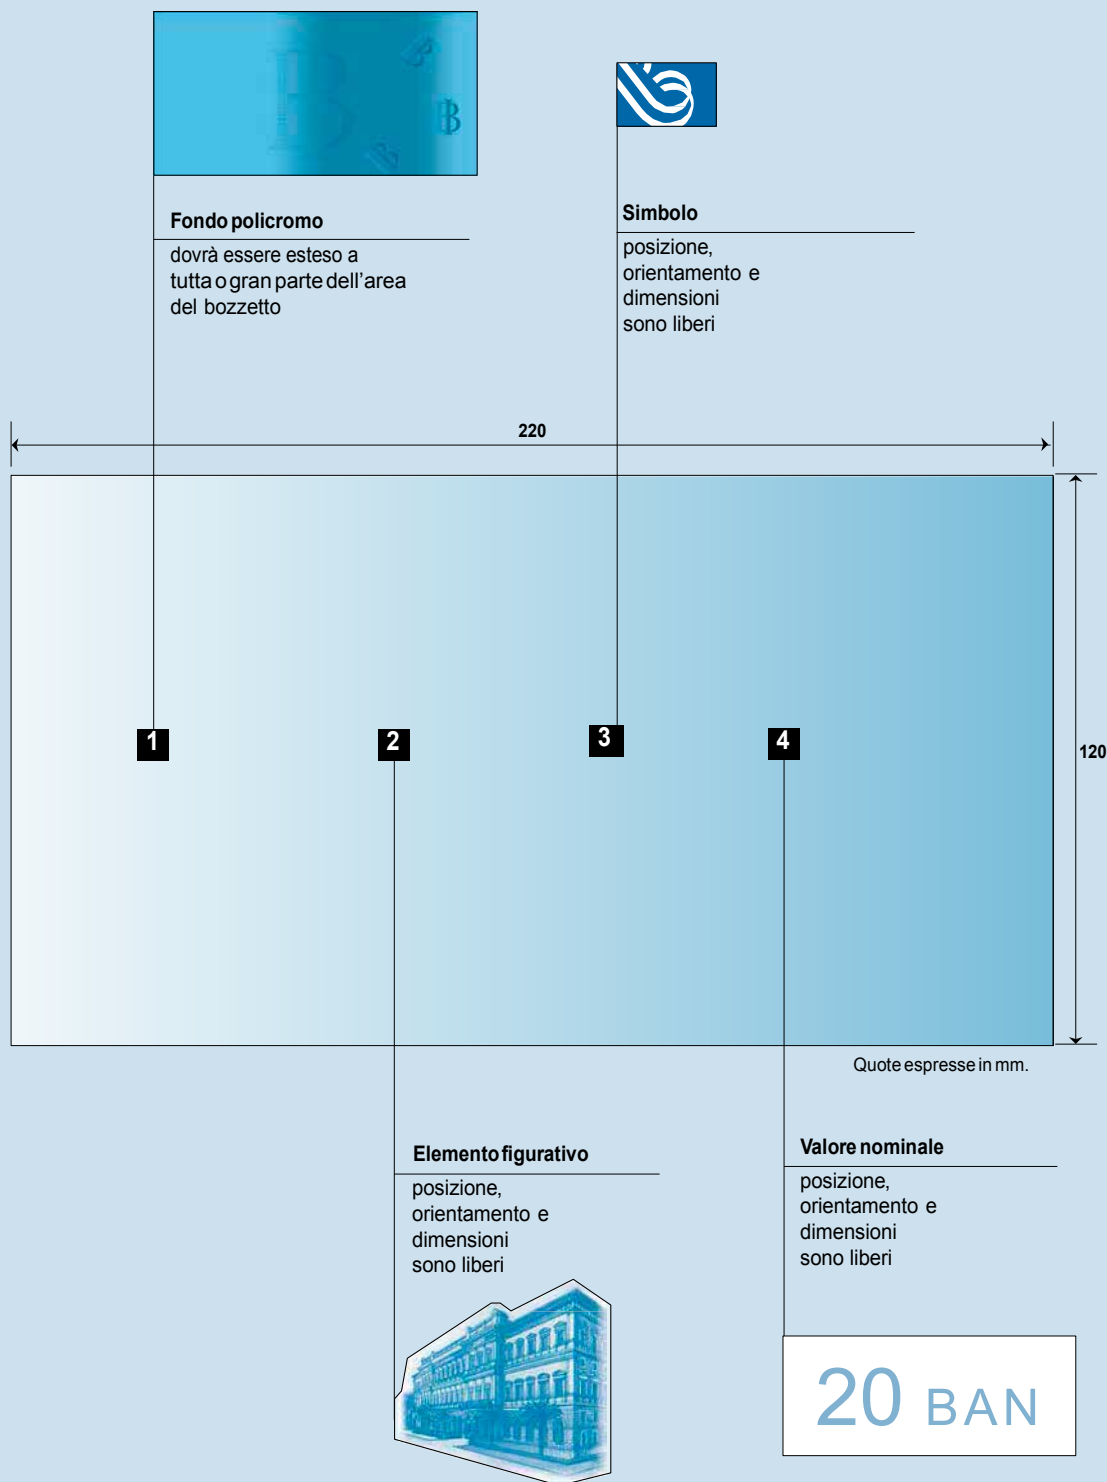 Fondo policromo
dovrà essere esteso a
tutta o gran parte dell'area
del bozzetto
Simbolo
posizione,
orientamento e
dimensioni
sono liberi
220
1
2
3
4
120
Quote espresse in mm.
Elemento figurativo
posizione,
orientamento e
dimensioni
sono liberi
Valore nominale
posizione,
orientamento e
dimensioni
sono liberi
20 BAN